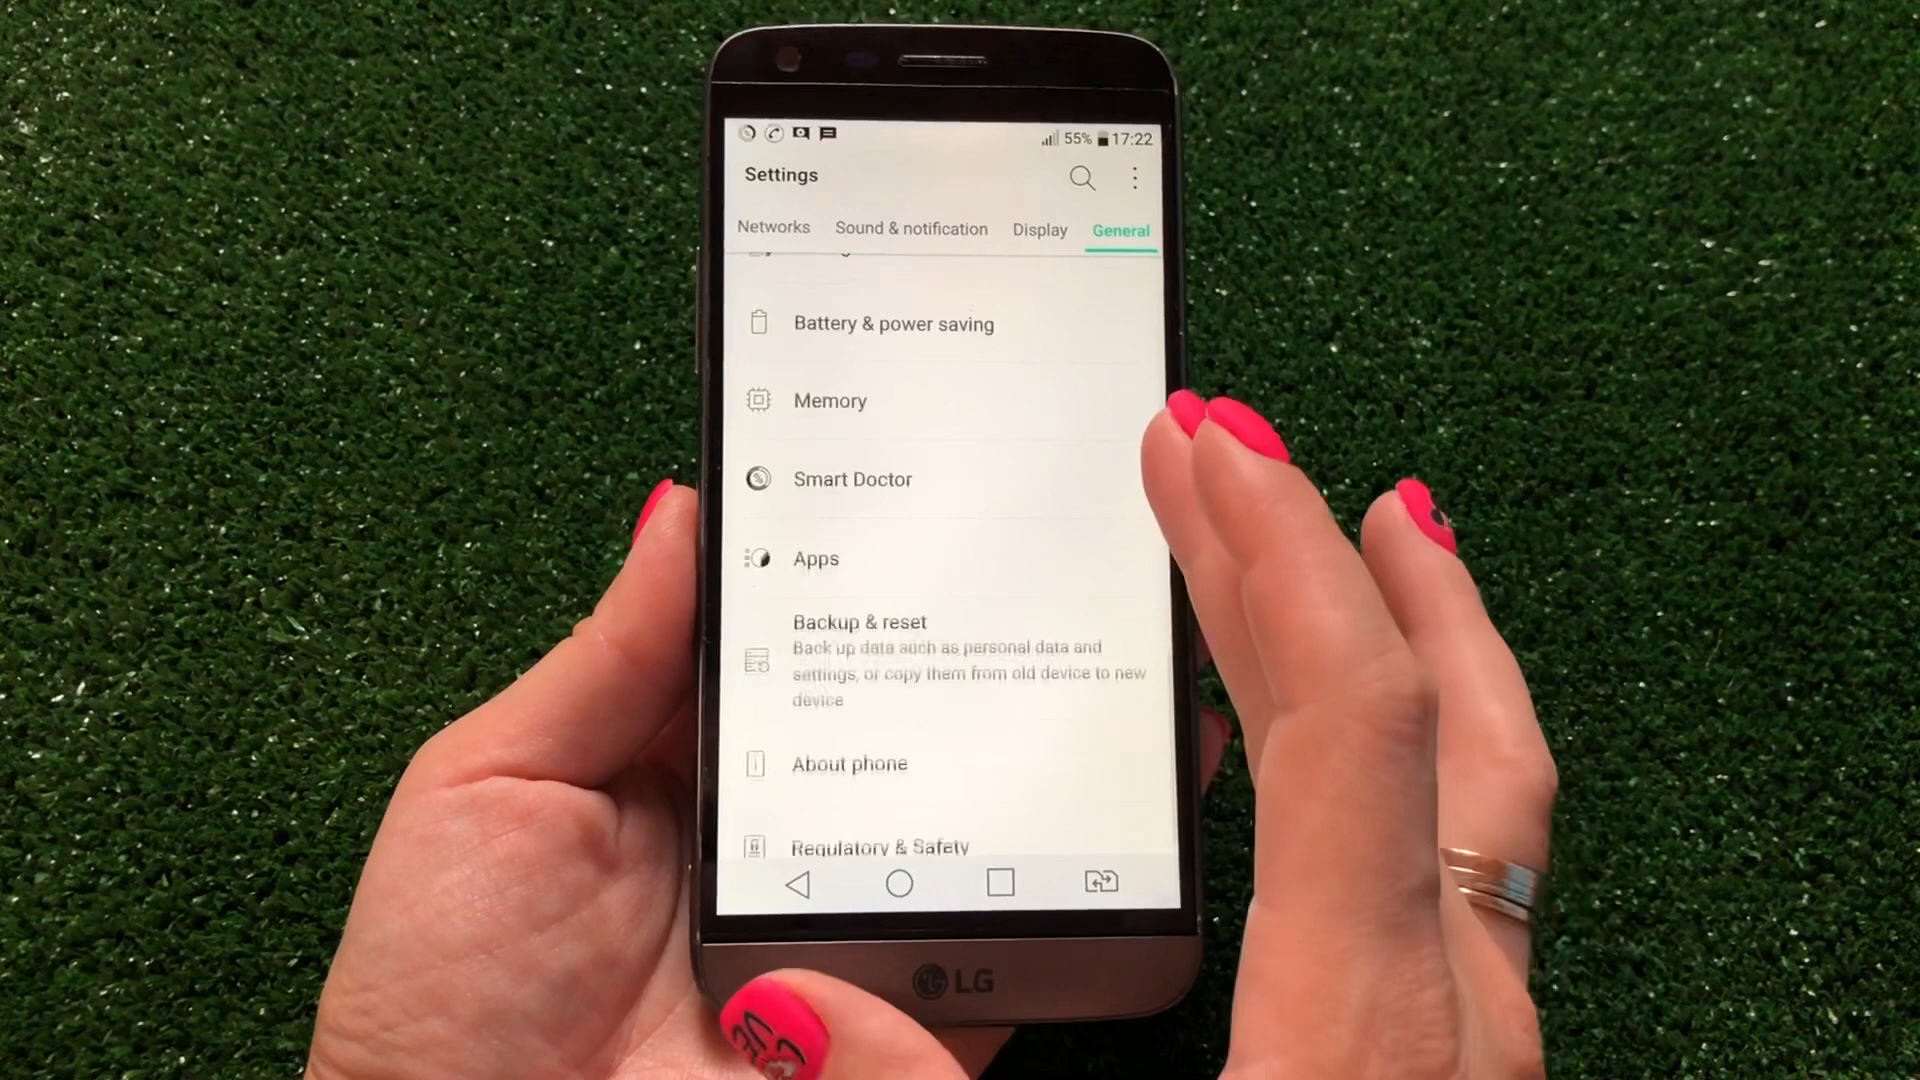 55% 17:22
Settings
Networks Sound & notification Display General
Battery & power saving
Memory
Smart Doctor
Apps
Backup & reset
Back up data such as personal data and
settings, or copy them from old device to new
device
About phone
Regulatory & Safety
LG